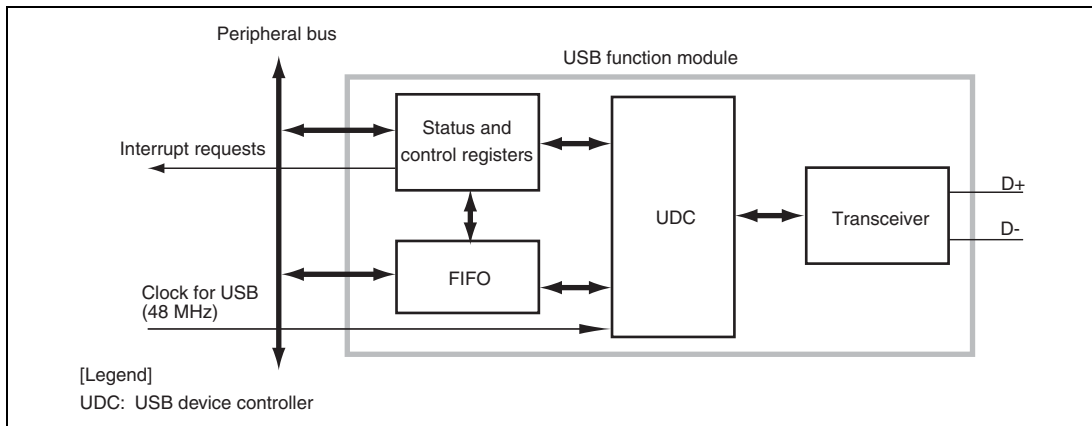 Peripheral bus
USB function module
Status and
control registers
Interrupt requests
UDC
Transceiver
D+
D-
FIFO
Clock for USB
(48 MHz)
[Legend]
UDC: USB device controller